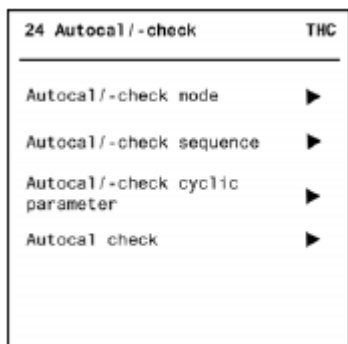 24 Autocal/-check THC
Autocal/-check mode ▶
Autocal/-check sequence ▶
Autocal/-check cyclic
parameter ▶
Autocal check ▶